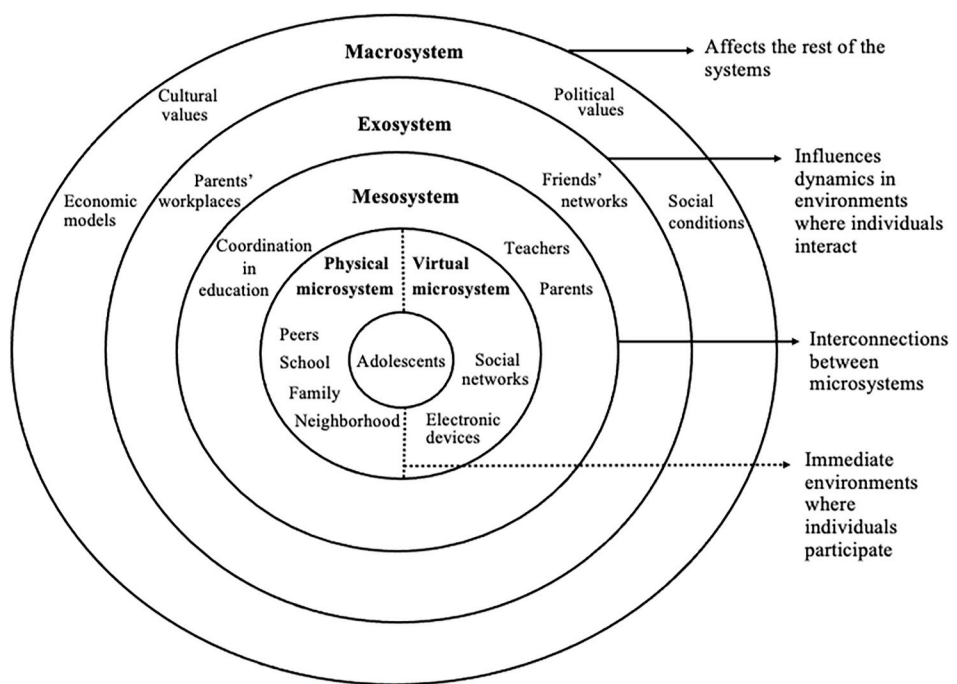 Macrosystem
Cultural
values
Political
values
Economic
models
Social
conditions
Exosystem
Parents'
workplaces
Friends'
networks
Mesosystem
Coordination
in
education
Teachers
Parents
Physical
microsystem
Virtual
microsystem
Peers
School
Family
Neighborhood
Adolescents
Social
networks
Electronic
devices
Affects the rest of the
systems
Influences
dynamics in
environments
where individuals
interact
Interconnections
between
microsystems
Immediate
environments
where
individuals
participate